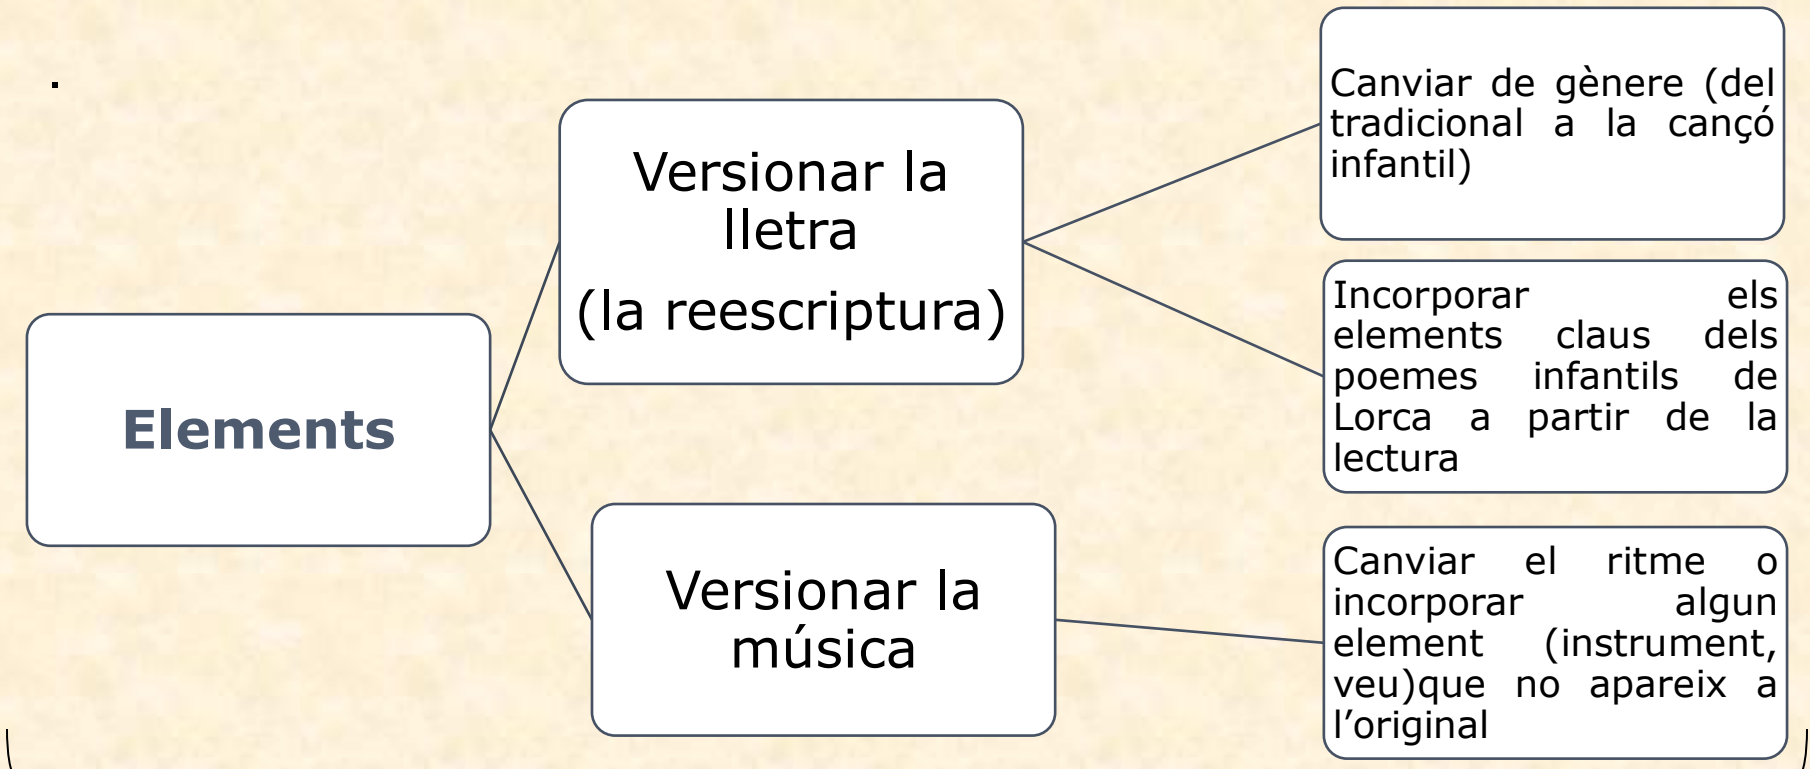 .
Elements
Versionar la
lletra
(la reescriptura)
Canviar de gènere (del
tradicional a la cançó
infantil)
Incorporar els
elements claus dels
poemes infantils de
Lorca a partir de la
lectura
Versionar la
música
Canviar el ritme o
incorporar algun
element (instrument,
veu)que no apareix a
l’original